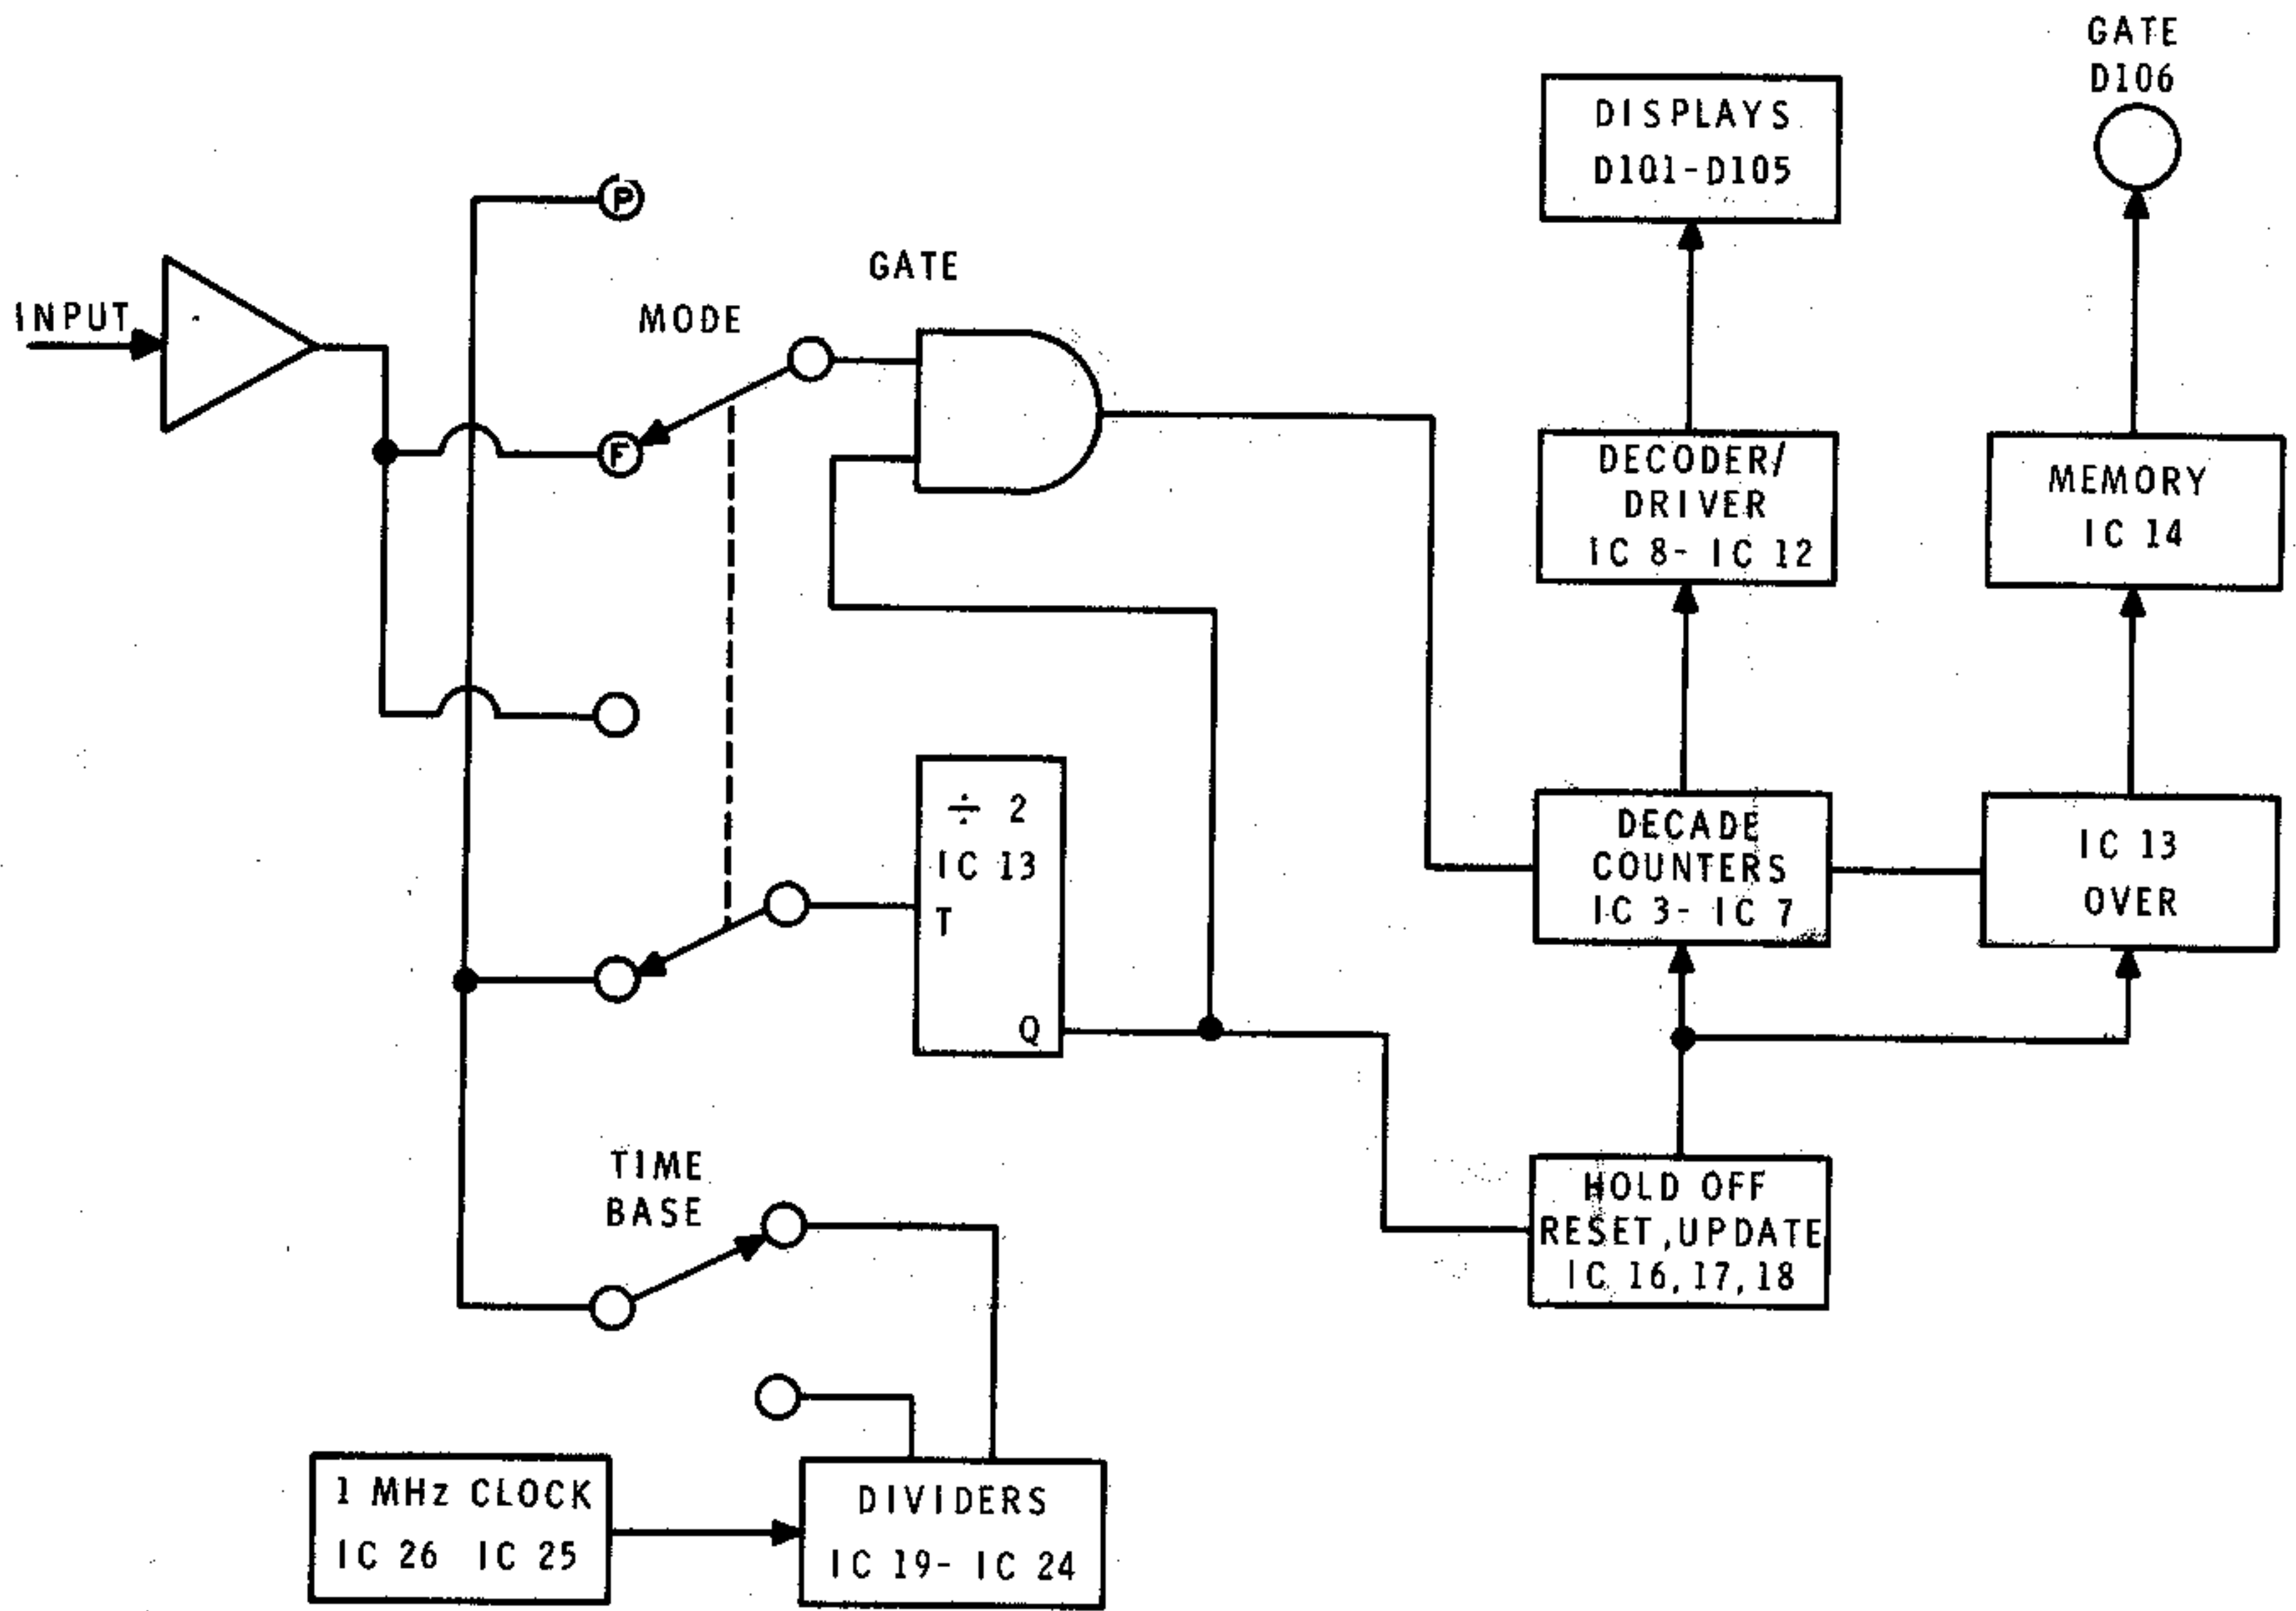 GATE
D106
DISPLAYS
D101-D105
P
GATE
INPUT
MODE
F
DECODER/
DRIVER
IC 8- IC 12
MEMORY
IC 14
÷ 2
IC 13
T
Q
DECADE
COUNTERS
IC 3- IC 7
IC 13
OVER
TIME
BASE
HOLD OFF
RESET, UPDATE
IC 16, 17, 18
1 MHz CLOCK
IC 26 IC 25
DIVIDERS
IC 19- IC 24